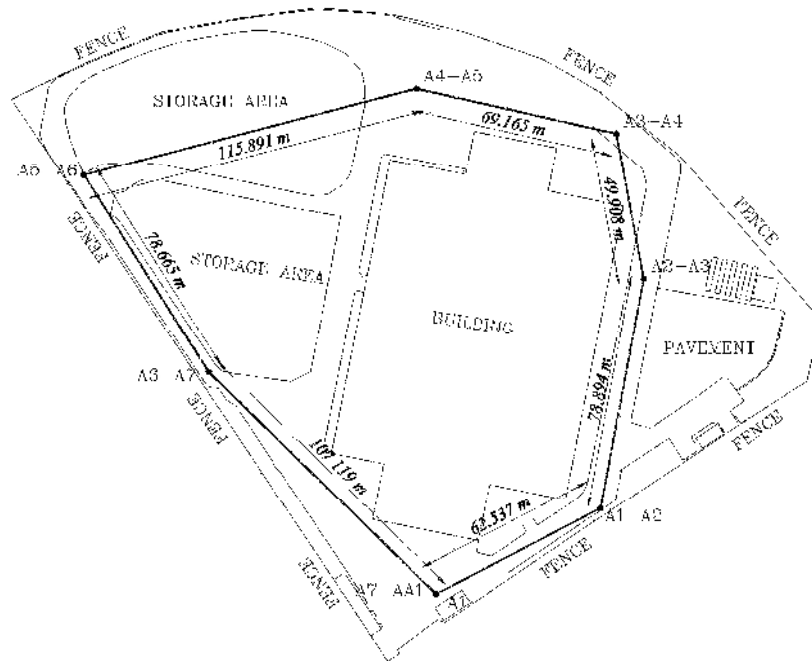 FENCE
A4-A5
FENCE
STORAGE AREA
69.165 m
A3-A4
115.891 m
A5 A6
49.908 m
FENCE
FENCE
78.665 m
STORAGE AREA
A2-A3
BUILDING
PAVEMENT
78.894 m
A6 A7
FENCE
FENCE
107.119 m
A1 A2
FENCE
FENCE
A7 AA1